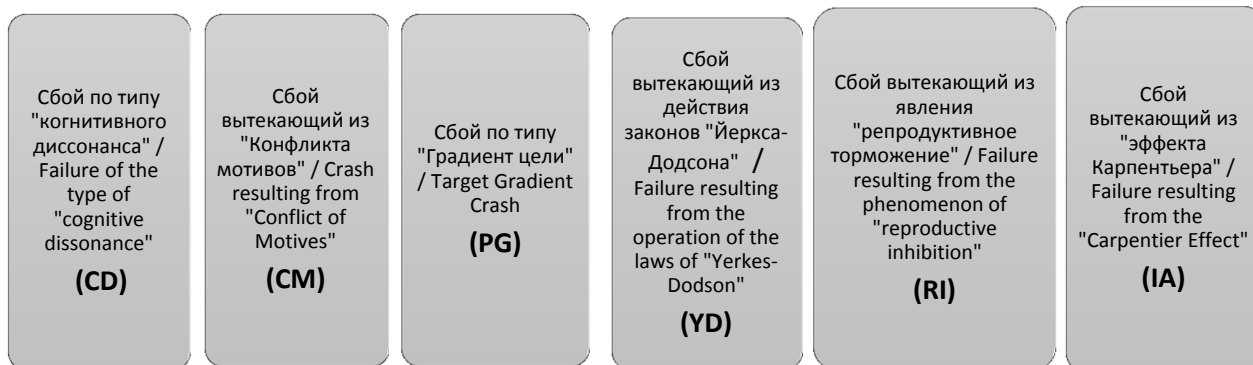 Сбой по типу
"когнитивного
диссонанса" /
Failure of the
type of
"cognitive
dissonance"
(CD)
Сбой
вытекающий из
"Конфликта
мотивов" / Crash
resulting from
"Conflict of
Motives"
(CM)
Сбой по типу
"Градиент цели"
/ Target Gradient
Crash
(PG)
Сбой
вытекающий из
действия
законов "Йеркса-
Додсона" /
Failure resulting
from the
operation of the
laws of "Yerkes-
Dodson"
(YD)
Сбой вытекающий из
явления
"репродуктивное
торможение" / Failure
resulting from the
phenomenon of
"reproductive
inhibition"
(RI)
Сбой
вытекающий из
"эффекта
Карпентьера" /
Failure resulting
from the
"Carpentier Effect"
(IA)